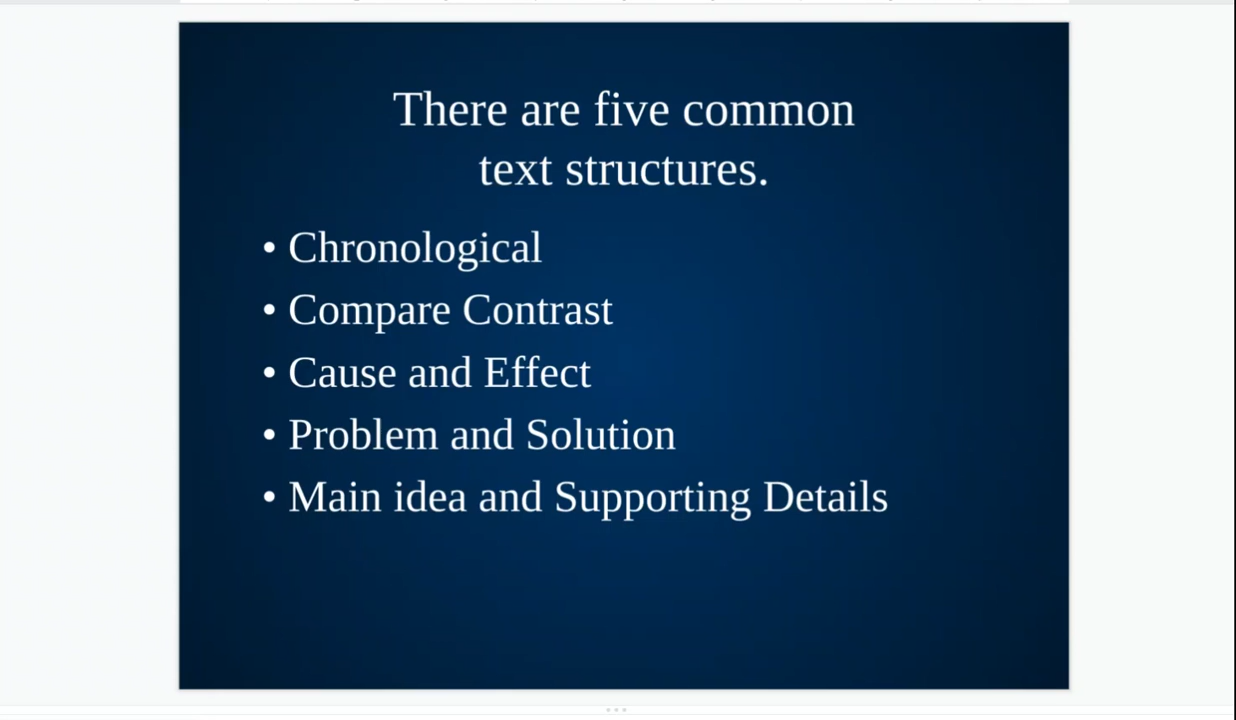 There are five common
text structures.
• Chronological
• Compare Contrast
• Cause and Effect
• Problem and Solution
• Main idea and Supporting Details